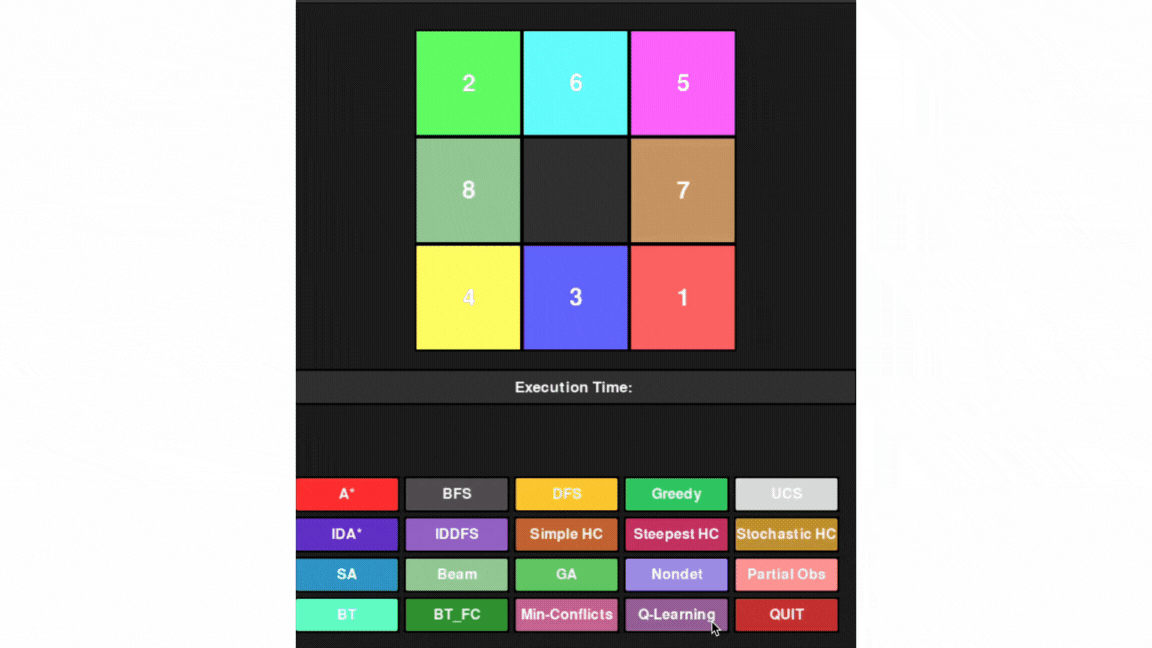 2 6 5
8 7
4 3 1
Execution Time:
A* BFS DFS Greedy UCS
IDA* IDDFS Simple HC Steepest HC Stochastic HC
SA Beam GA Nondet Partial Obs
BT BT_FC Min-Conflicts Q-Learning QUIT